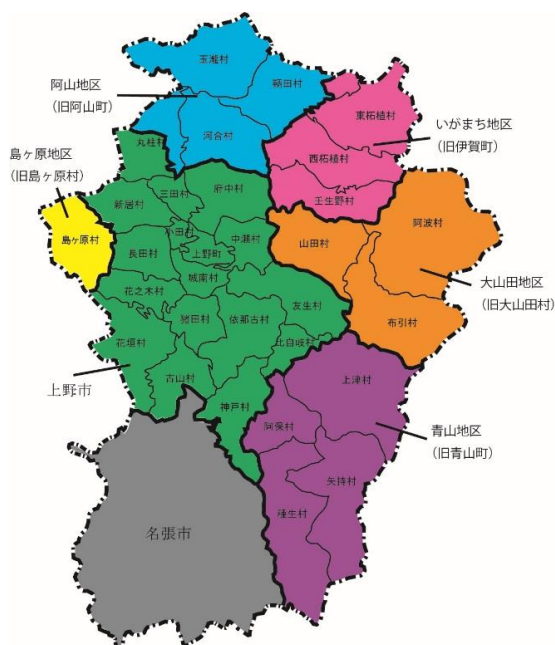 玉瀧村
鞆田村
阿山地区
(旧阿山町)
東柘植村
河合村
いがまち地区
(旧伊賀町)
丸柱村
西柘植村
島ヶ原地区
(旧島ヶ原村)
三田村
府中村
壬生野村
新居村
阿波村
島ヶ原村
小田村
中瀬村
山田村
長田村
上野町
大山田地区
(旧大山田村)
城南村
花之木村
友生村
猪田村
依那古村
布引村
花垣村
比自岐村
上野市
古山村
上津村
神戸村
阿保村
青山地区
(旧青山町)
矢持村
種生村
名張市